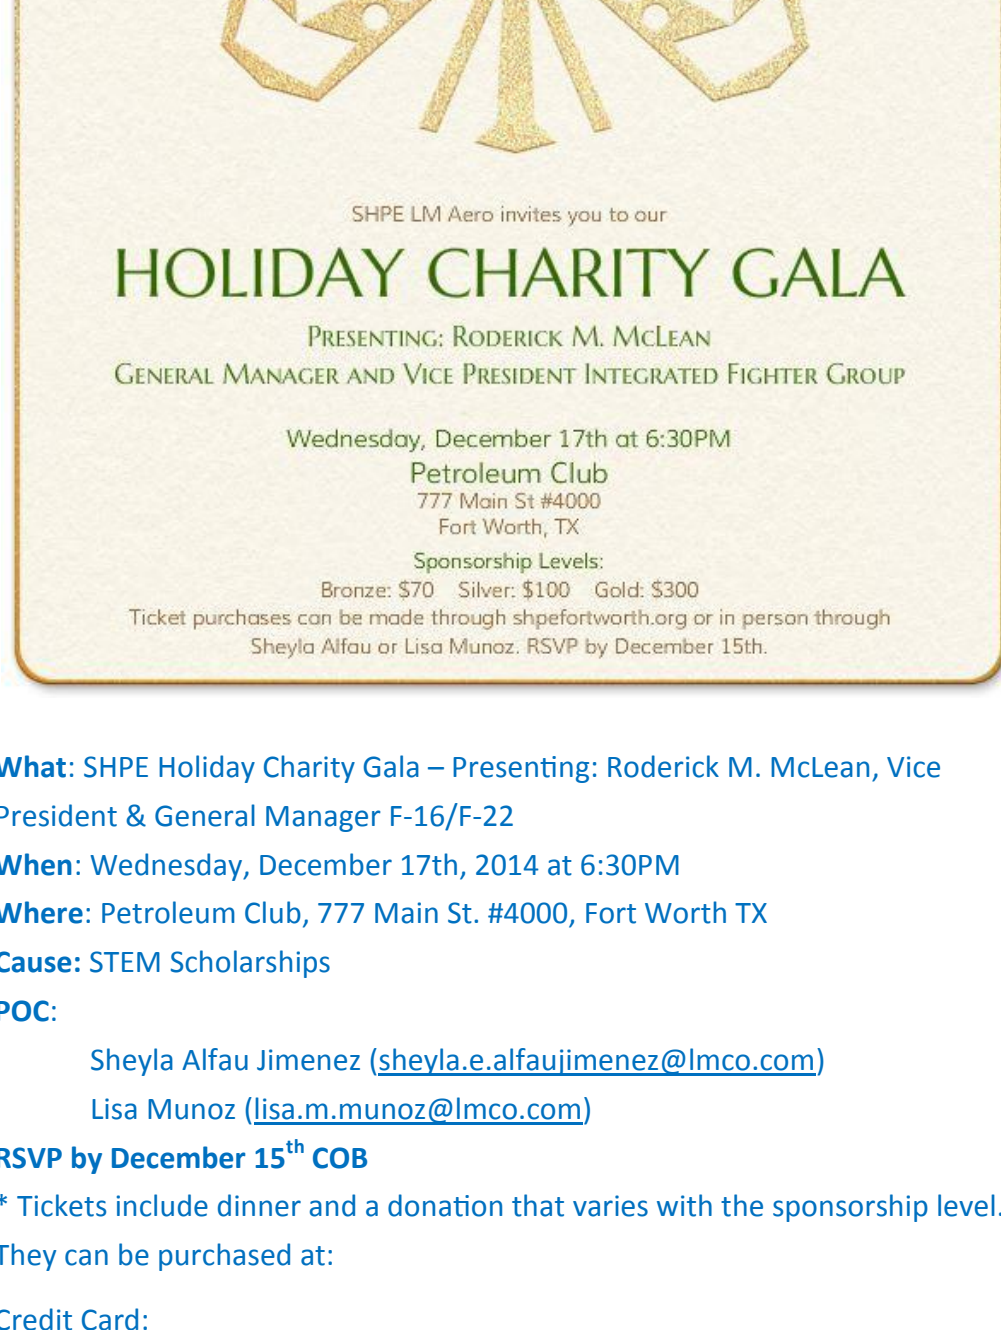 SHPE LM Aero invites you to our
HOLIDAY CHARITY GALA
PRESENTING: RODERICK M. MCLEAN
GENERAL MANAGER AND VICE PRESIDENT INTEGRATED FIGHTER GROUP
Wednesday, December 17th at 6:30PM
Petroleum Club
777 Main St #4000
Fort Worth, TX
Sponsorship Levels:
Bronze: $70 Silver: $100 Gold: $300
Ticket purchases can be made through shpefortworth.org or in person through
Sheyla Alfau or Lisa Munoz. RSVP by December 15th.
What: SHPE Holiday Charity Gala – Presenting: Roderick M. McLean, Vice
President & General Manager F-16/F-22
When: Wednesday, December 17th, 2014 at 6:30PM
Where: Petroleum Club, 777 Main St. #4000, Fort Worth TX
Cause: STEM Scholarships
POC:
Sheyla Alfau Jimenez (sheyla.e.alfaujimenez@lmco.com)
Lisa Munoz (lisa.m.munoz@lmco.com)
RSVP by December 15th COB
* Tickets include dinner and a donation that varies with the sponsorship level.
They can be purchased at:
Credit Card: